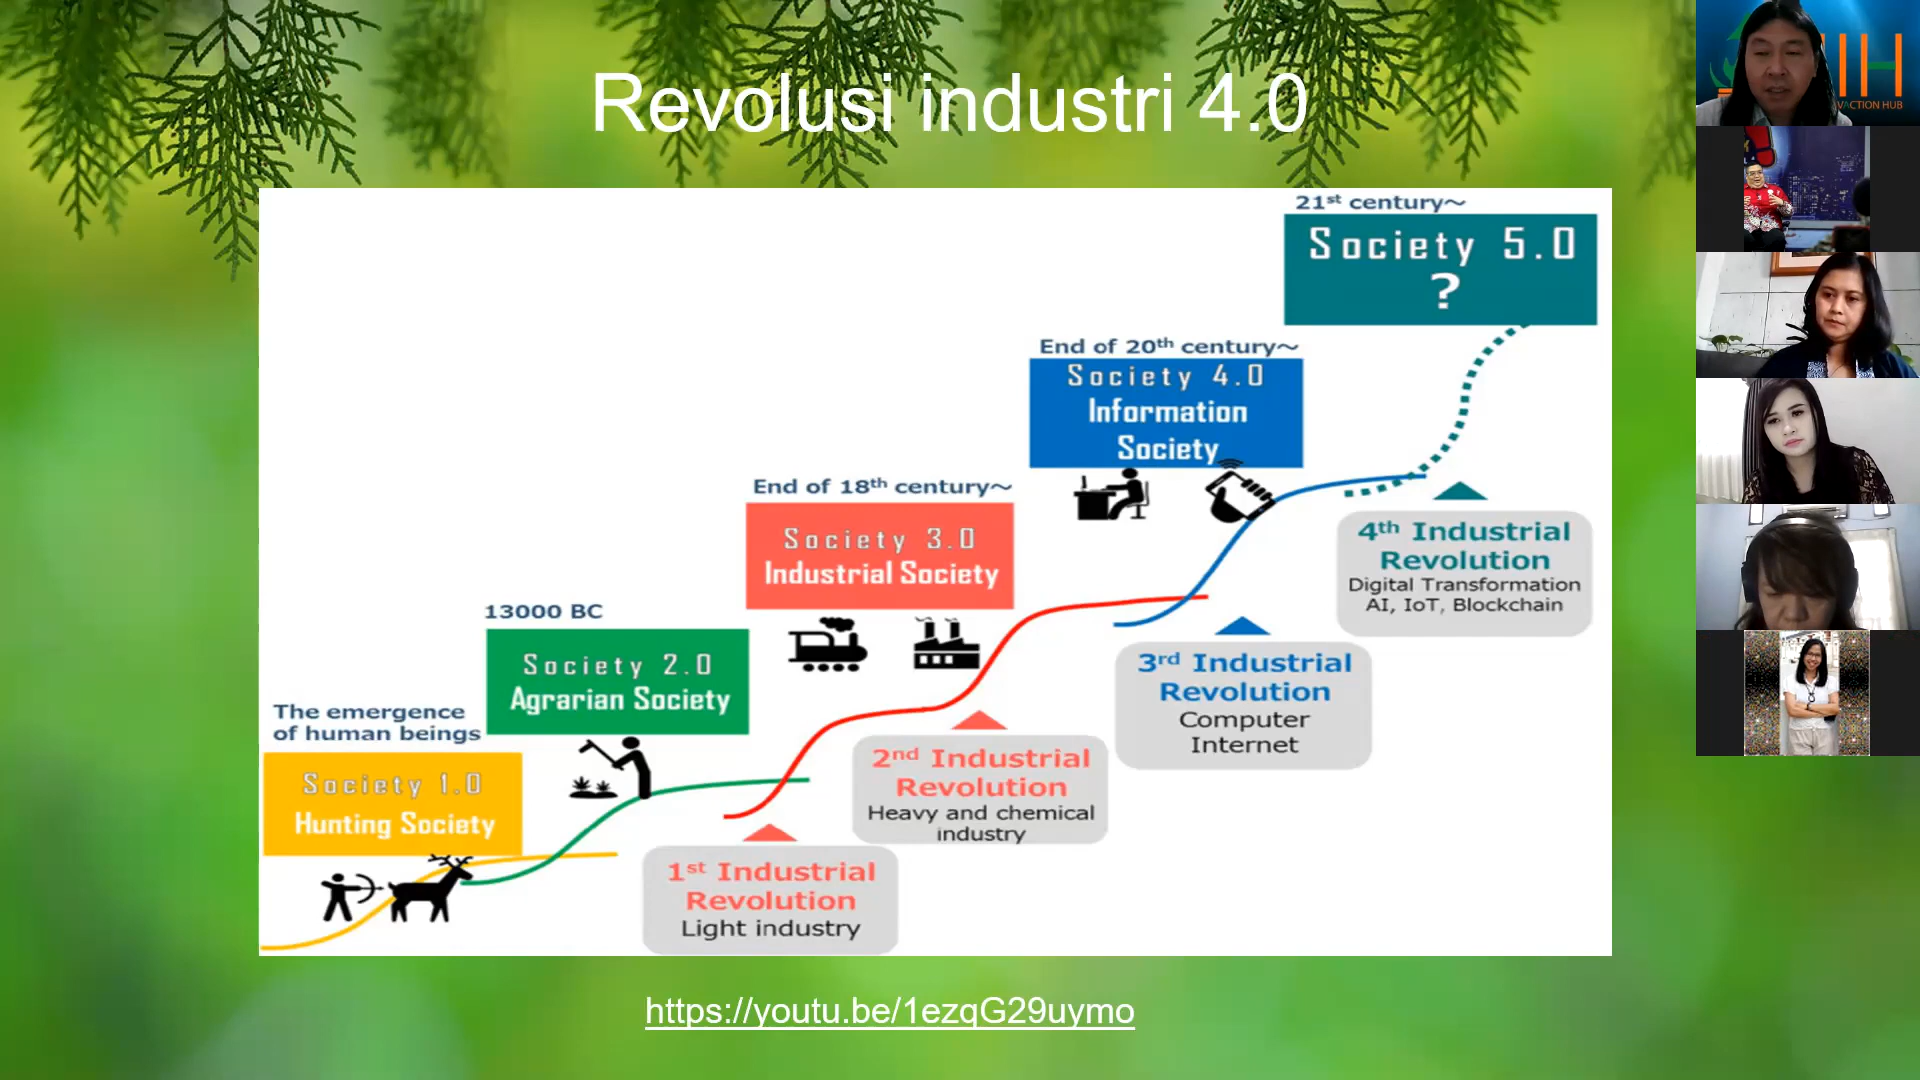 Revolusi industri 4.0
21st century~
Society 5.0
?
End of 20th century~
Society 4.0
Information
Society
End of 18th century~
Society 3.0
Industrial Society
13000 BC
Society 2.0
Agrarian Society
The emergence
of human beings
Society 1.0
Hunting Society
1st Industrial
Revolution
Light industry
2nd Industrial
Revolution
Heavy and chemical
industry
3rd Industrial
Revolution
Computer
Internet
4th Industrial
Revolution
Digital Transformation
AI, IoT, Blockchain
https://youtu.be/1ezqG29uymo
IH
ACTION HUB